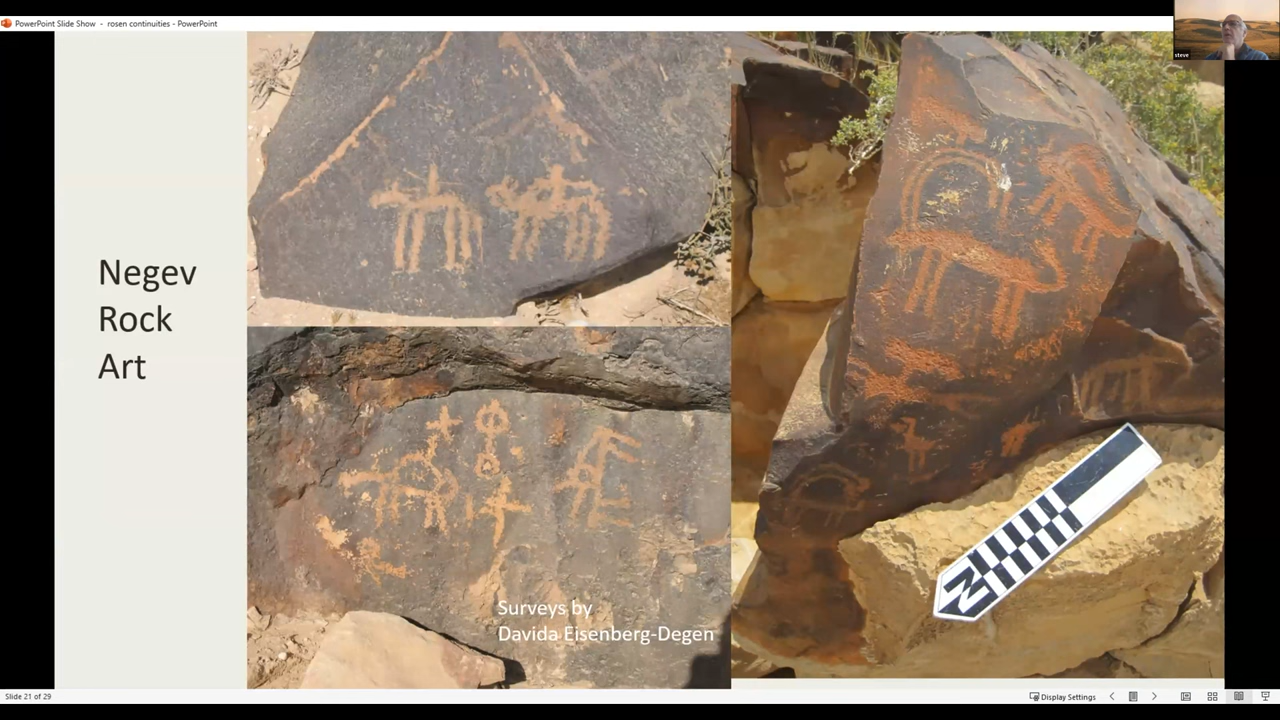 PowerPoint Slide Show - rosen continuities - PowerPoint
steve
Negev
Rock
Art
Surveys by
Davida Eisenberg-Degen
N
Slide 21 of 29
Display Settings